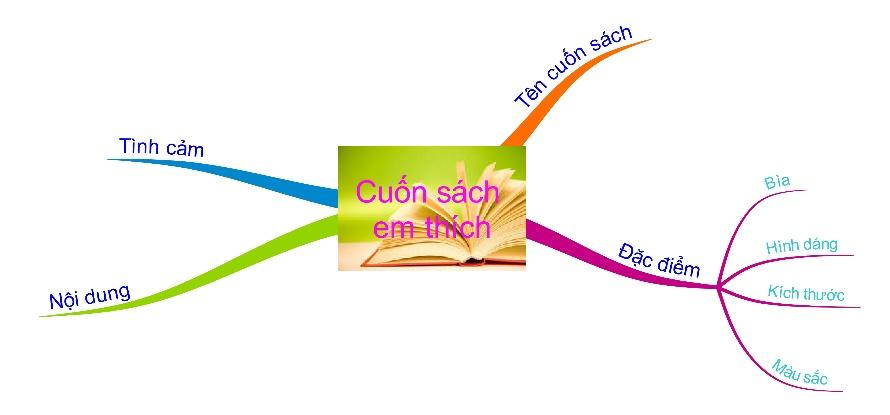 Cuốn sách
em thích
Tên cuốn sách
Đặc điểm
Bìa
Hình dáng
Kích thước
Màu sắc
Nội dung
Tình cảm